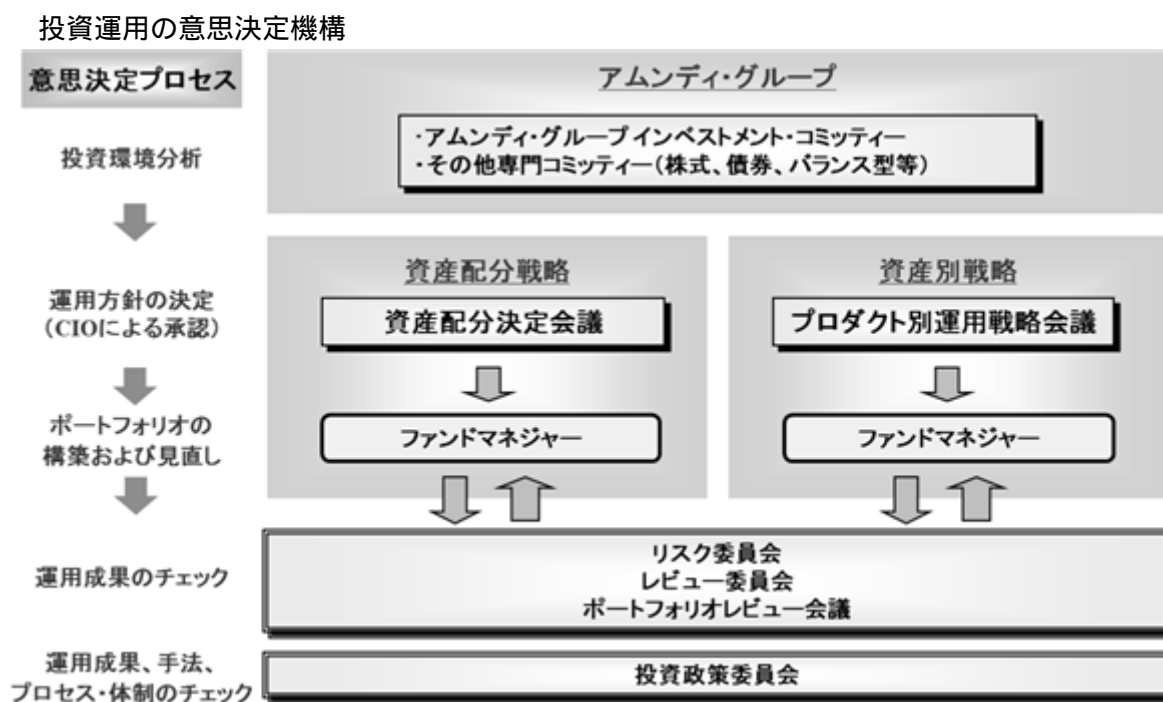 投資運用の意思決定機構
意思決定プロセス
アムンディ・グループ
・アムンディ・グループ インベストメント・コミッティー
・その他専門コミッティー（株式、債券、バランス型等）
投資環境分析
資産配分戦略
資産別戦略
運用方針の決定
（CIOによる承認）
資産配分決定会議
プロダクト別運用戦略会議
ポートフォリオの
構築および見直し
ファンドマネジャー
ファンドマネジャー
運用成果のチェック
リスク委員会
レビュー委員会
ポートフォリオレビュー会議
運用成果、手法、
プロセス・体制のチェック
投資政策委員会